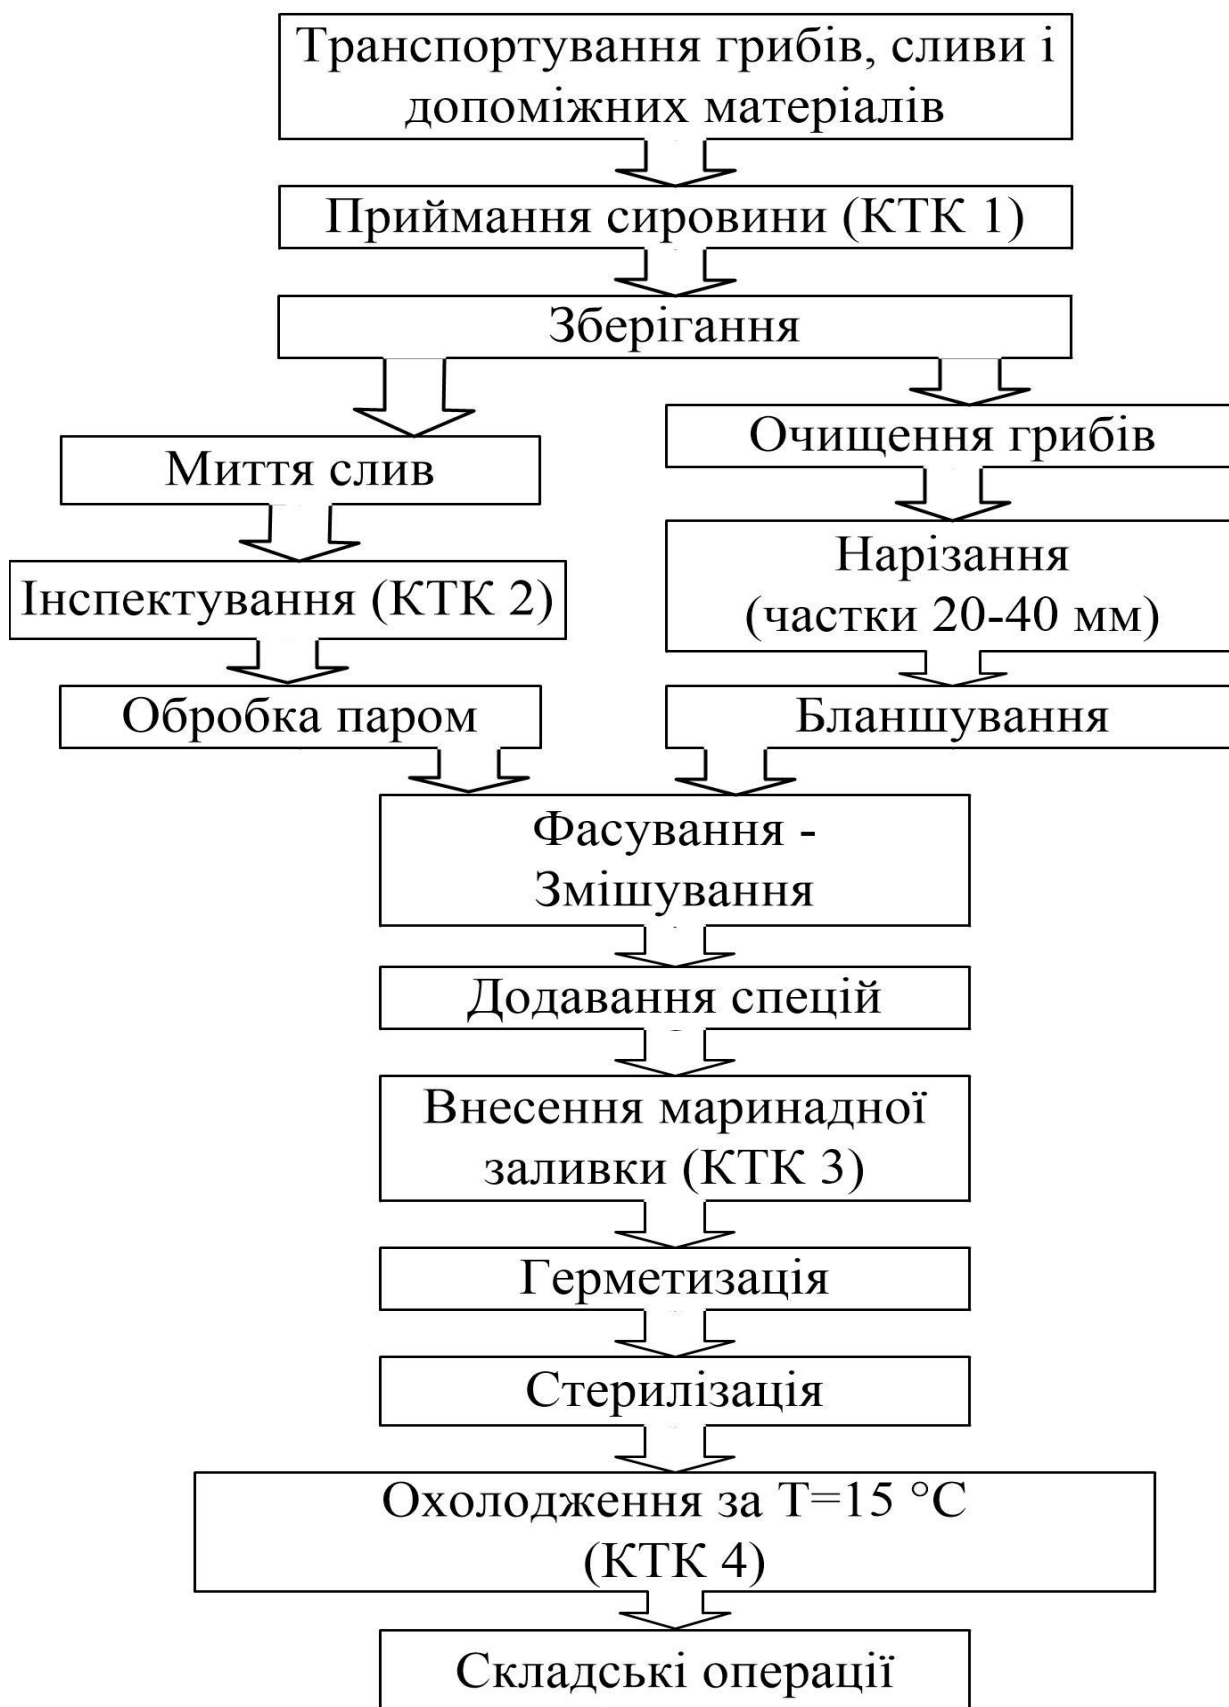 Транспортування грибів, сливи і
допоміжних матеріалів
Приймання сировини (КТК 1)
Зберігання
Миття слив
Інспектування (КТК 2)
Обробка паром
Очищення грибів
Нарізання
(частки 20-40 мм)
Бланшування
Фасування -
Змішування
Додавання спецій
Внесення маринадної
заливки (КТК 3)
Герметизація
Стерилізація
Охолодження за Т=15 °С
(КТК 4)
Складські операції